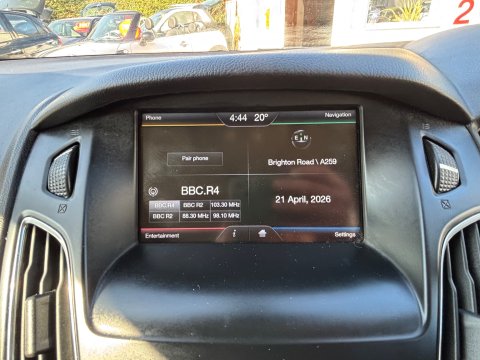 2
Phone
4:44 20°
Navigation
E N
Pair phone
Brighton Road \ A259
BBC.R4
BBC.R4 BBC R2 103.30 MHz
BBC R2 88.30 MHz 98.10 MHz
21 April, 2026
Entertainment
i
Settings